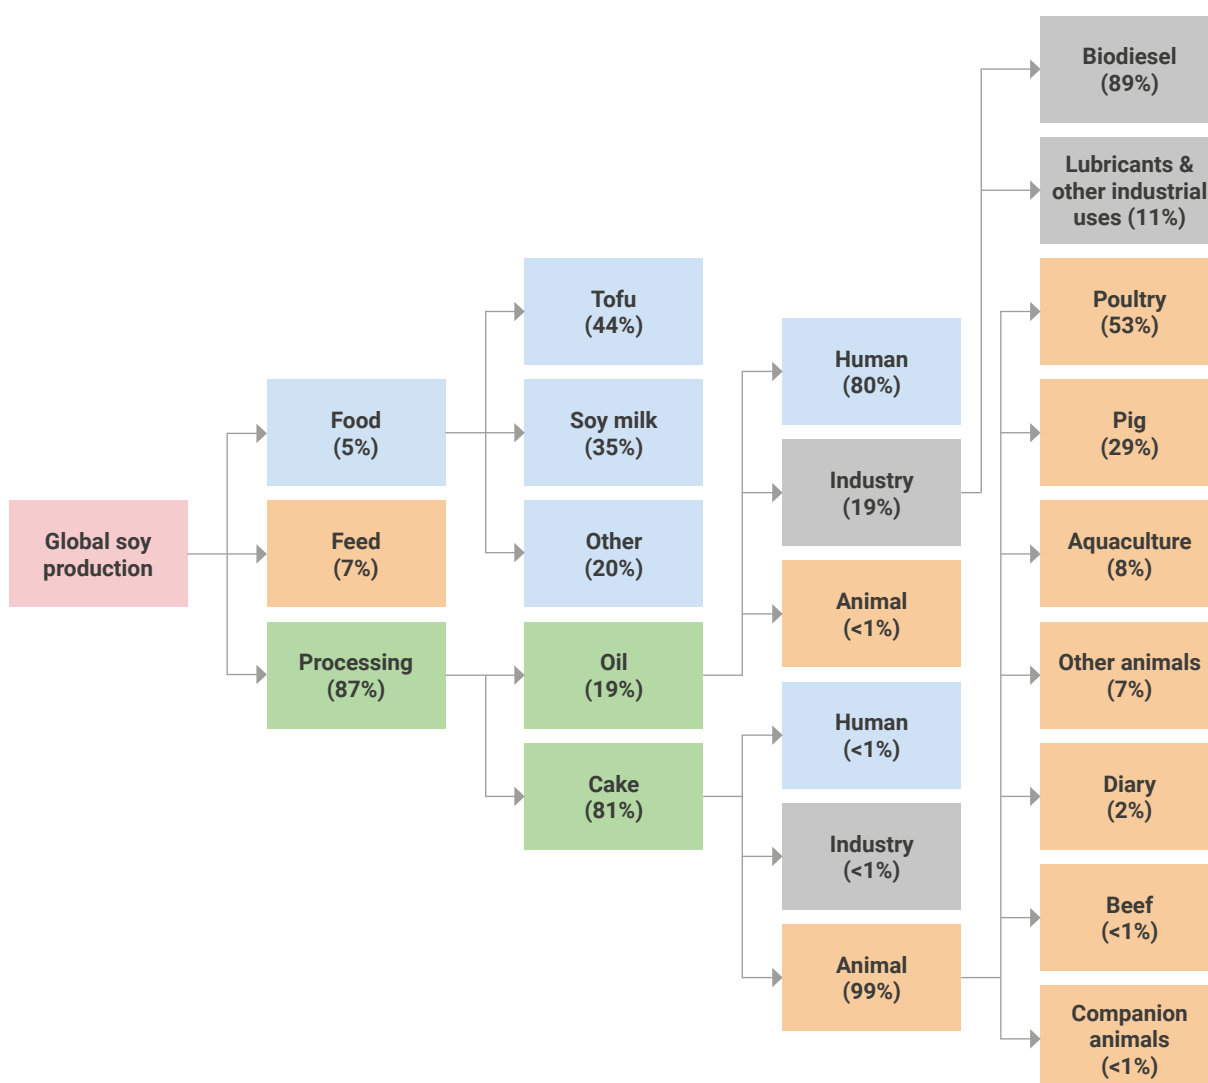 Global soy
production
Food
(5%)
Feed
(7%)
Processing
(87%)
Tofu
(44%)
Soy milk
(35%)
Other
(20%)
Oil
(19%)
Cake
(81%)
Human
(80%)
Industry
(19%)
Animal
(<1%)
Human
(<1%)
Industry
(<1%)
Animal
(99%)
Biodiesel
(89%)
Lubricants &
other industrial
uses (11%)
Poultry
(53%)
Pig
(29%)
Aquaculture
(8%)
Other animals
(7%)
Diary
(2%)
Beef
(<1%)
Companion
animals
(<1%)